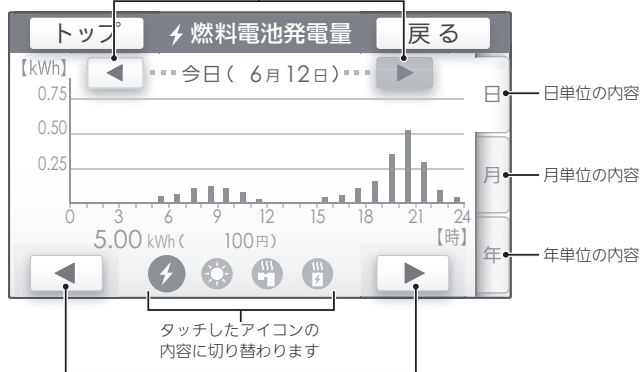 トップ
燃料電池発電量
戻る
【kWh】
今日( 6月12日)
0.75
0.50
0.25
0 3 6 9 12 15 18 21 24
【時】
5.00 kWh( 100円)
日
月
年
日単位の内容
月単位の内容
年単位の内容
タッチしたアイコンの
内容に切り替わります